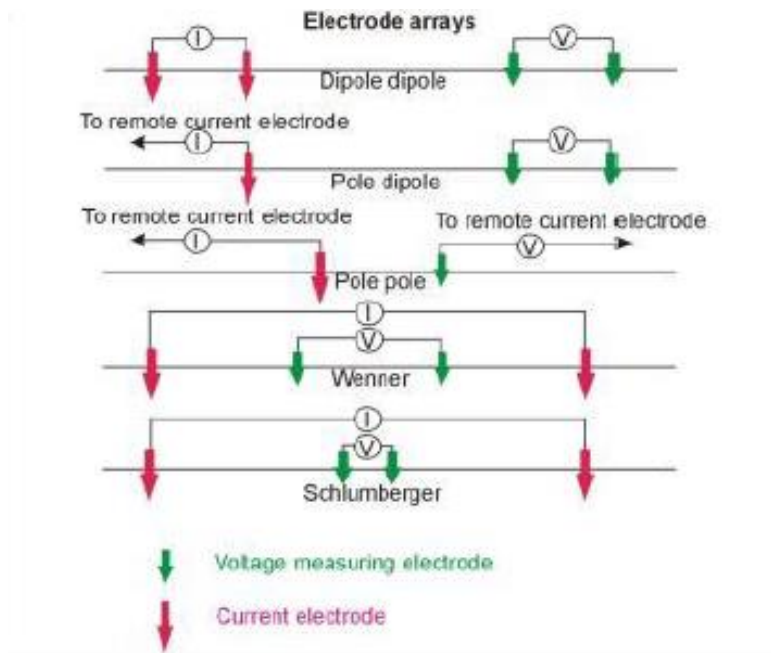 Electrode arrays
I
V
Dipole dipole
To remote current electrode
I
V
Pole dipole
To remote current electrode
To remote current electrode
I
V
Pole pole
I
V
Wenner
I
V
Schlumberger
Voltage measuring electrode
Current electrode